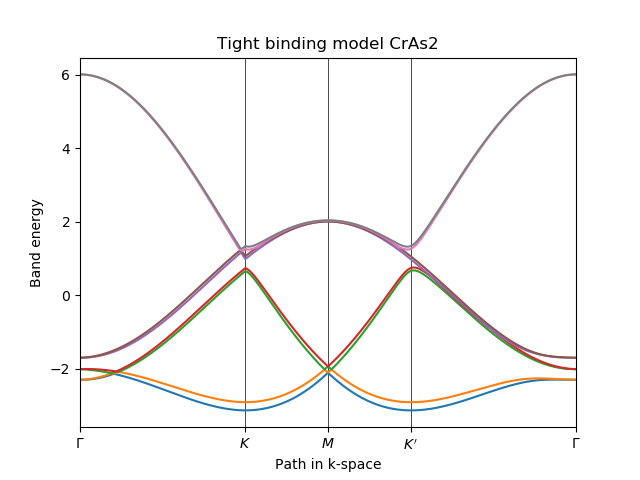 Tight binding model CrAs2
Band energy
6
4
2
0
−2
Γ K M K′ Γ
Path in k-space